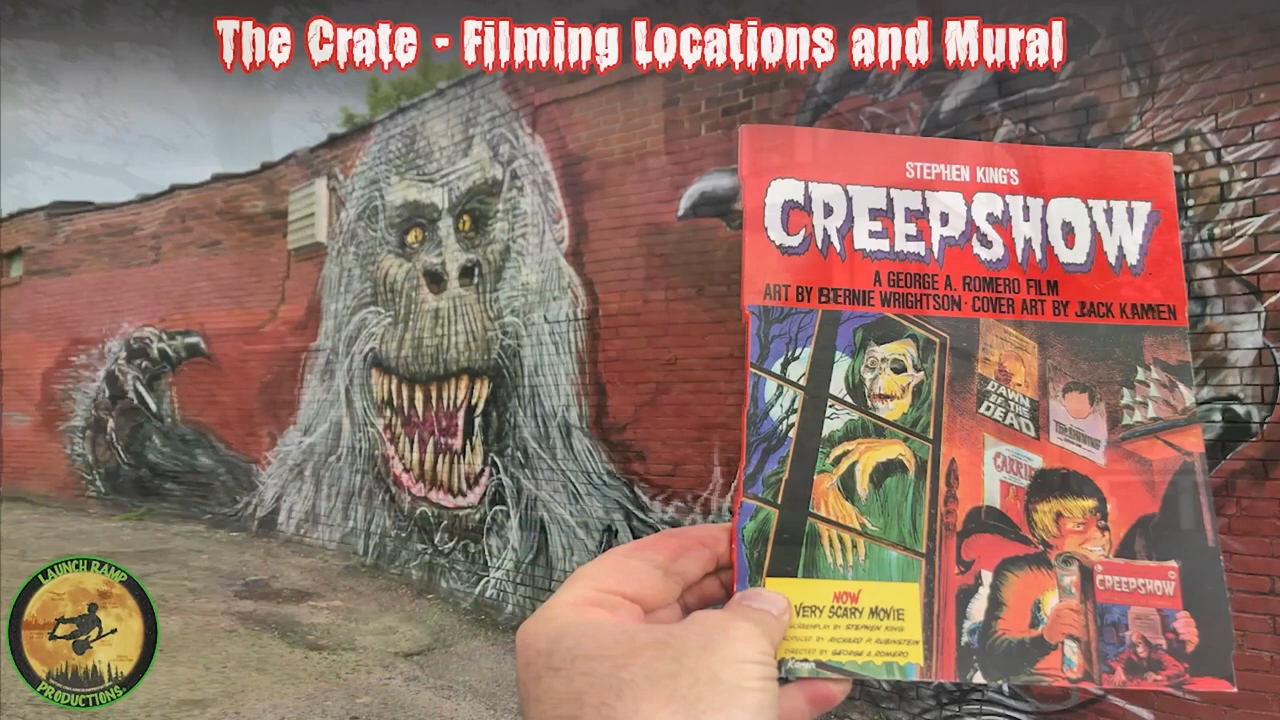 The Crate - Filming Locations and Mural
STEPHEN KING'S
CREEPSHOW
A GEORGE A. ROMERO FILM
ART BY BERNIE WRIGHTSON · COVER ART BY JACK KAMEN
DAWN
OF THE
DEAD
CARRIE
CREEPSHOW
NOW
VERY SCARY MOVIE
SCREENPLAY BY STEPHEN KING
PRODUCED BY RICHARD P. RUBINSTEIN
DIRECTED BY GEORGE A. ROMERO
Kamen
LAUNCH RAMP
PRODUCTIONS